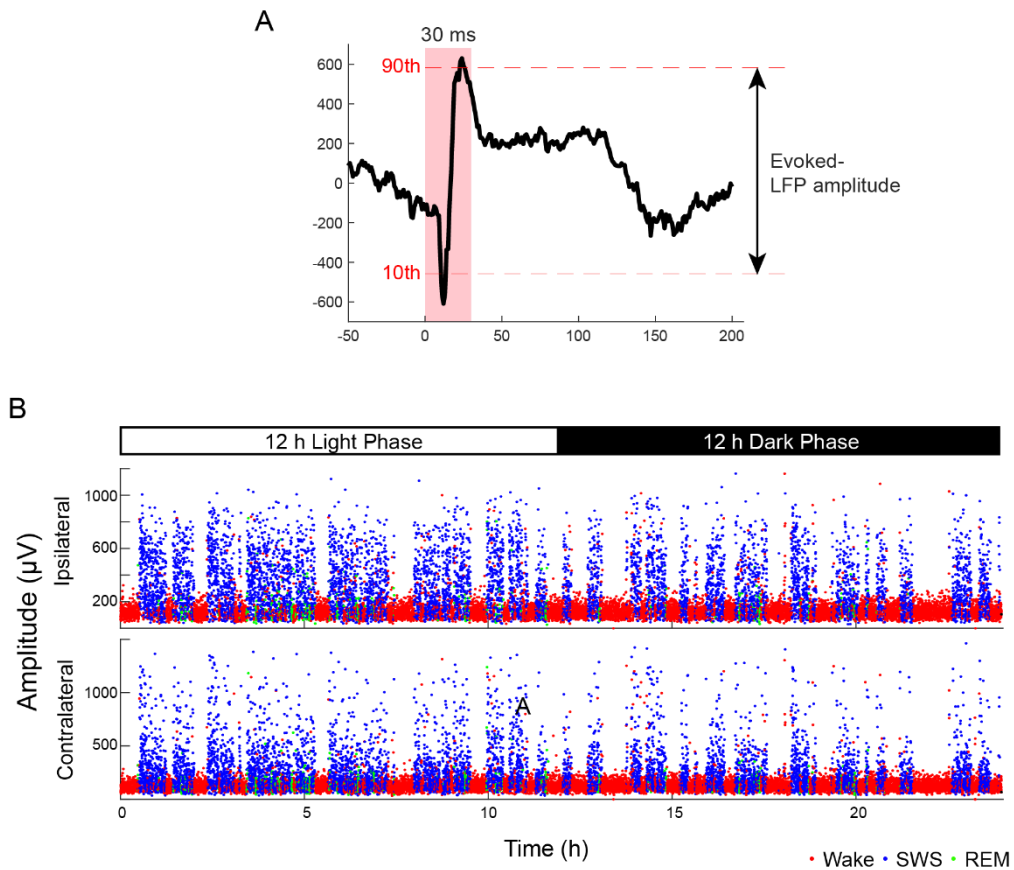 A
30 ms
90th
10th
600
400
200
0
-200
-400
-600
-50
0
50
100
150
200
Evoked-
LFP amplitude
B
12 h Light Phase
12 h Dark Phase
Amplitude (µV)
Ipsilateral
1000
600
200
Contralateral
1000
500
A
0
5
10
15
20
Time (h)
Wake
SWS
REM